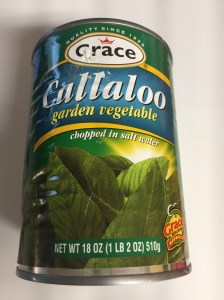 QUALITY SINCE 1922
Grace
Callaloo
garden vegetable
chopped in salt water
Grace
NET WT 18 OZ (1 LB 2 OZ) 510g